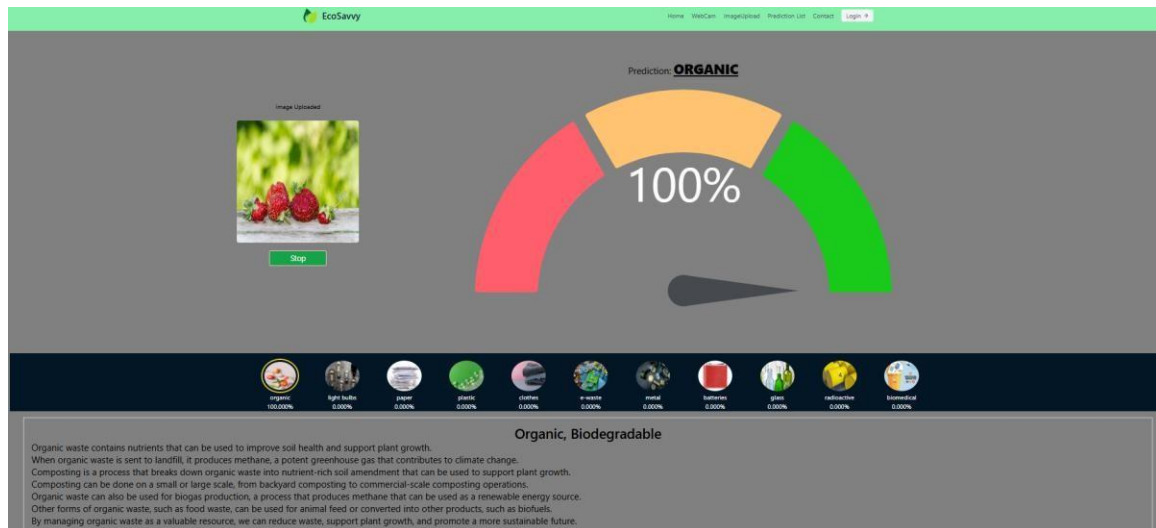 EcoSavvy
Home WebCam ImageUpload Prediction List Contact Login
Prediction: ORGANIC
Image Uploaded
100%
Stop
organic light bulbs paper plastic clothes e-waste metal batteries glass radioactive biomedical
100.000% 0.000% 0.000% 0.000% 0.000% 0.000% 0.000% 0.000% 0.000% 0.000% 0.000%
Organic, Biodegradable
Organic waste contains nutrients that can be used to improve soil health and support plant growth.
When organic waste is sent to landfill, it produces methane, a potent greenhouse gas that contributes to climate change.
Composting is a process that breaks down organic waste into nutrient-rich soil amendment that can be used to support plant growth.
Composting can be done on a small or large scale, from backyard composting to commercial-scale composting operations.
Organic waste can also be used for biogas production, a process that produces methane that can be used as a renewable energy source.
Other forms of organic waste, such as food waste, can be used for animal feed or converted into other products, such as biofuels.
By managing organic waste as a valuable resource, we can reduce waste, support plant growth, and promote a more sustainable future.